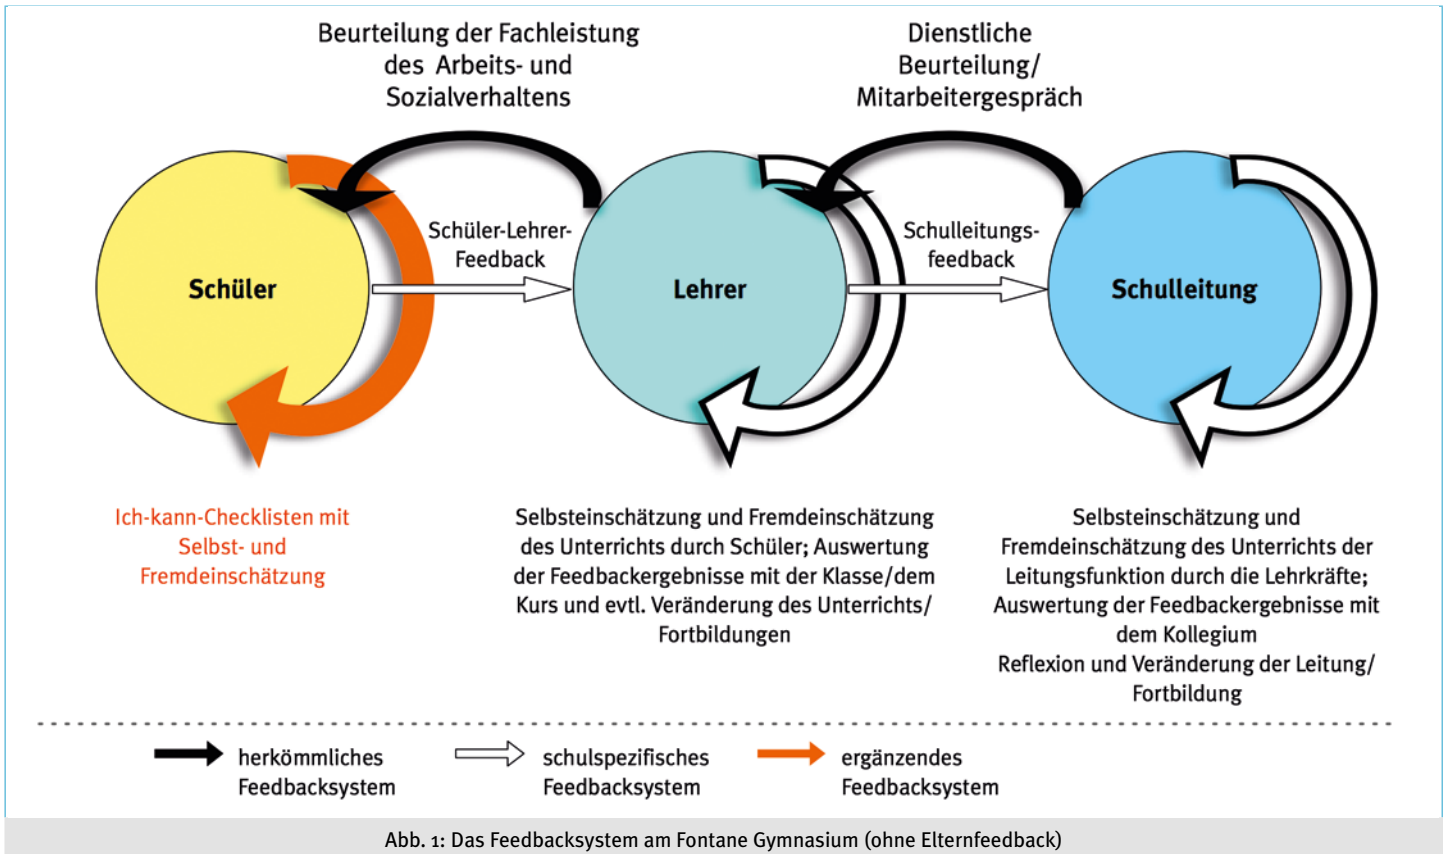 Beurteilung der Fachleistung
des Arbeits- und
Sozialverhaltens
Dienstliche
Beurteilung/
Mitarbeitergespräch
Schüler
Schüler-Lehrer-
Feedback
Lehrer
Schulleitungs-
feedback
Schulleitung
Ich-kann-Checklisten mit
Selbst- und
Fremdeinschätzung
Selbsteinschätzung und Fremdeinschätzung
des Unterrichts durch Schüler; Auswertung
der Feedbackergebnisse mit der Klasse/dem
Kurs und evtl. Veränderung des Unterrichts/
Fortbildungen
Selbsteinschätzung und
Fremdeinschätzung des Unterrichts der
Leitungsfunktion durch die Lehrkräfte;
Auswertung der Feedbackergebnisse mit
dem Kollegium
Reflexion und Veränderung der Leitung/
Fortbildung
herkömmliches
Feedbacksystem
schulspezifisches
Feedbacksystem
ergänzendes
Feedbacksystem
Abb. 1: Das Feedbacksystem am Fontane Gymnasium (ohne Elternfeedback)